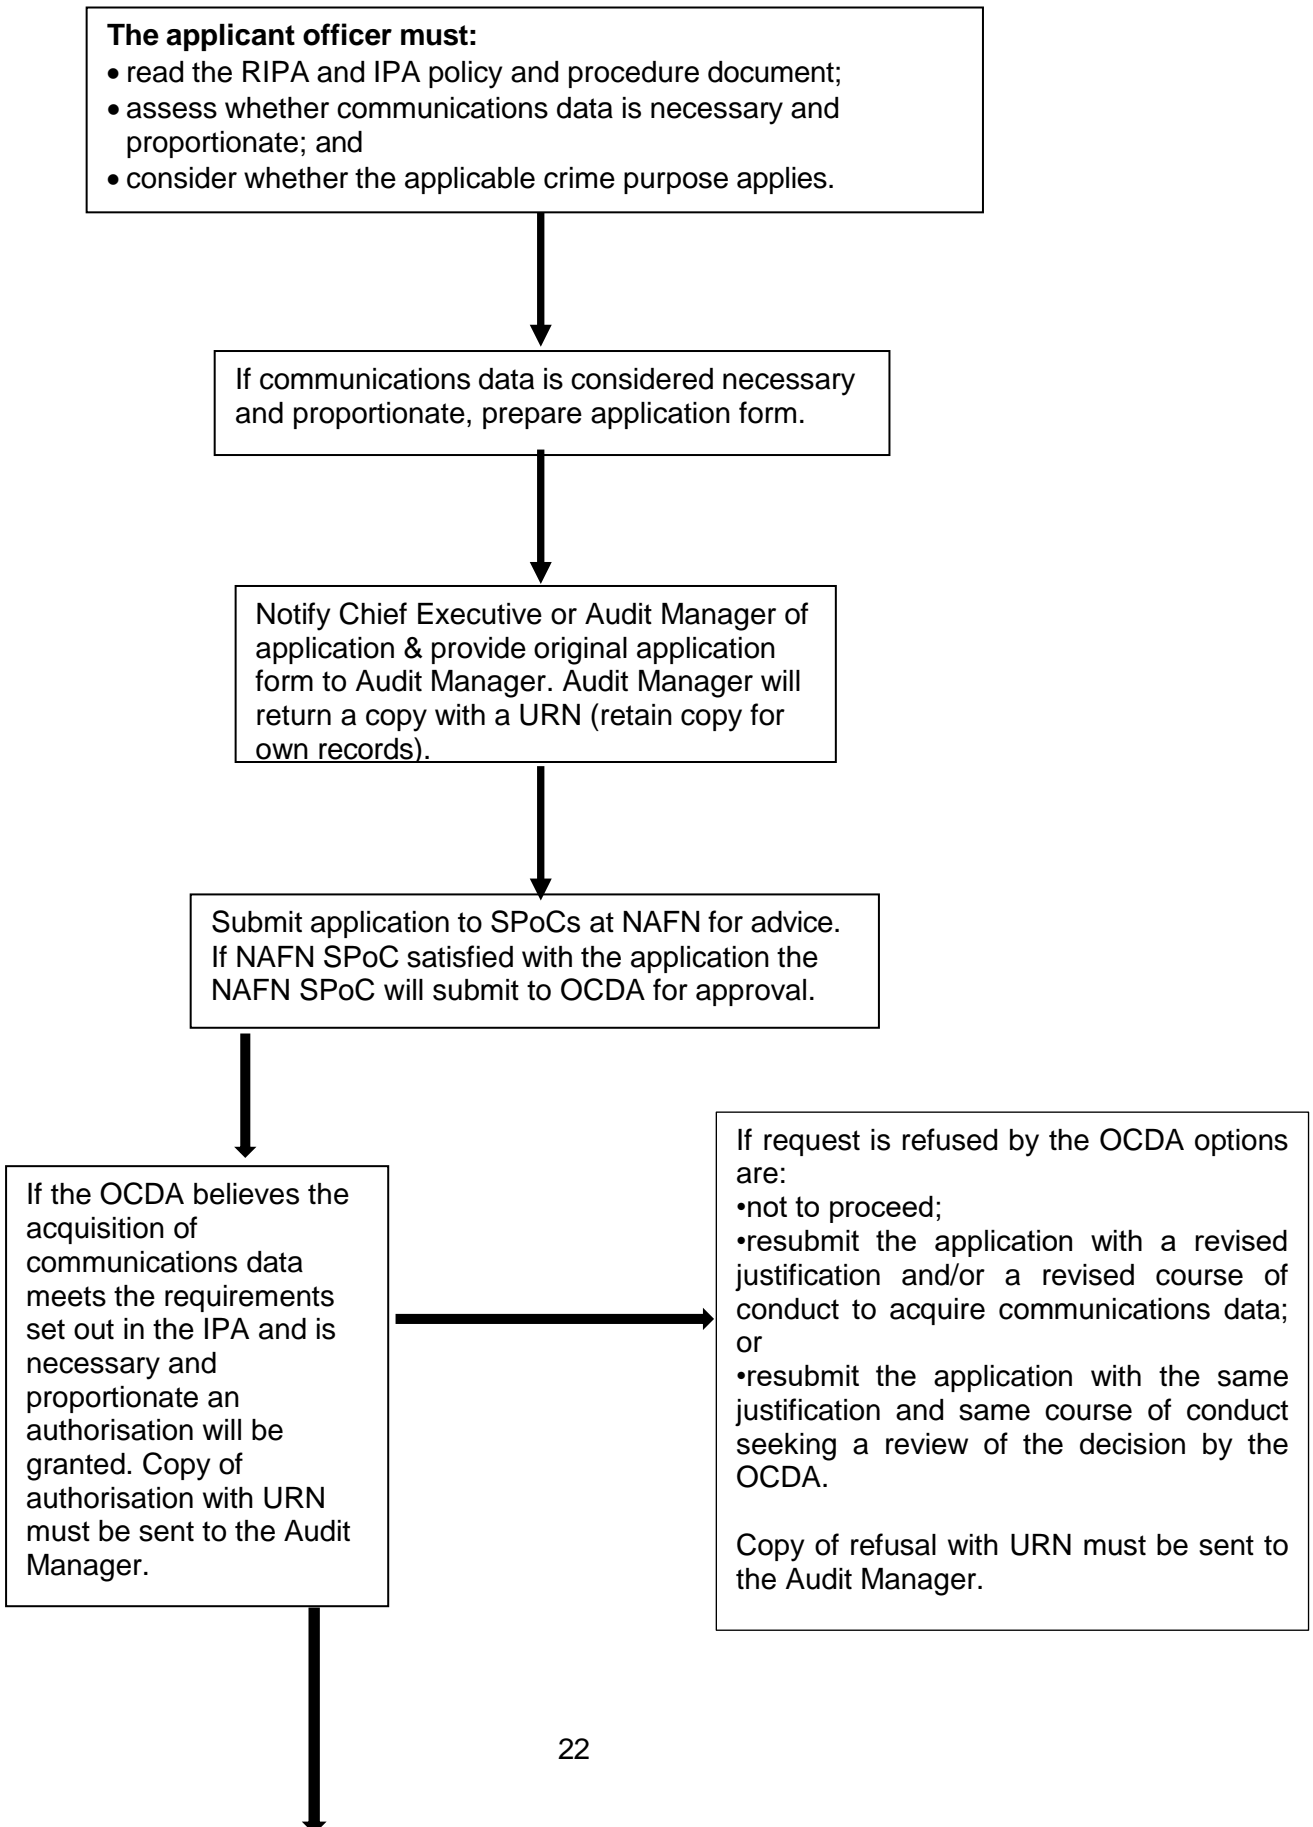 The applicant officer must:
• read the RIPA and IPA policy and procedure document;
• assess whether communications data is necessary and
proportionate; and
• consider whether the applicable crime purpose applies.
If communications data is considered necessary
and proportionate, prepare application form.
Notify Chief Executive or Audit Manager of
application & provide original application
form to Audit Manager. Audit Manager will
return a copy with a URN (retain copy for
own records).
Submit application to SPoCs at NAFN for advice.
If NAFN SPoC satisfied with the application the
NAFN SPoC will submit to OCDA for approval.
If the OCDA believes the
acquisition of
communications data
meets the requirements
set out in the IPA and is
necessary and
proportionate an
authorisation will be
granted. Copy of
authorisation with URN
must be sent to the Audit
Manager.
If request is refused by the OCDA options
are:
•not to proceed;
•resubmit the application with a revised
justification and/or a revised course of
conduct to acquire communications data;
or
•resubmit the application with the same
justification and same course of conduct
seeking a review of the decision by the
OCDA.
Copy of refusal with URN must be sent to
the Audit Manager.
22